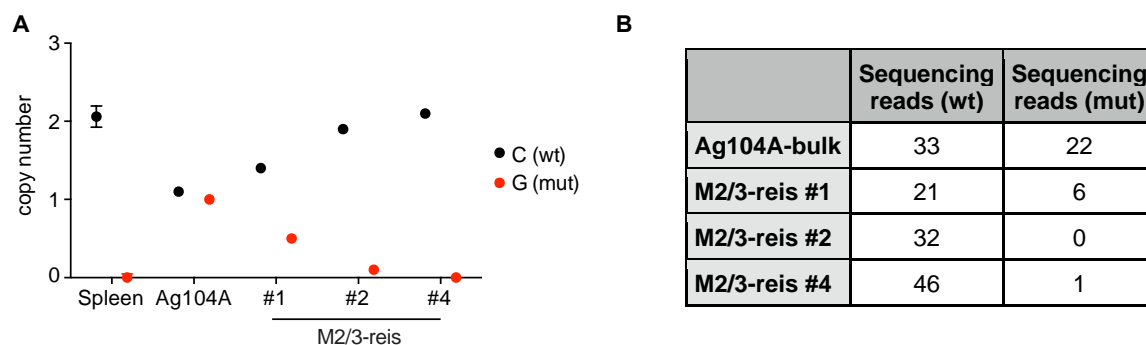 A
3
2
1
0
copy number
C (wt)
G (mut)
Spleen Ag104A #1 #2 #4
M2/3-reis
B
Sequencing reads (wt) Sequencing reads (mut)
Ag104A-bulk 33 22
M2/3-reis #1 21 6
M2/3-reis #2 32 0
M2/3-reis #4 46 1